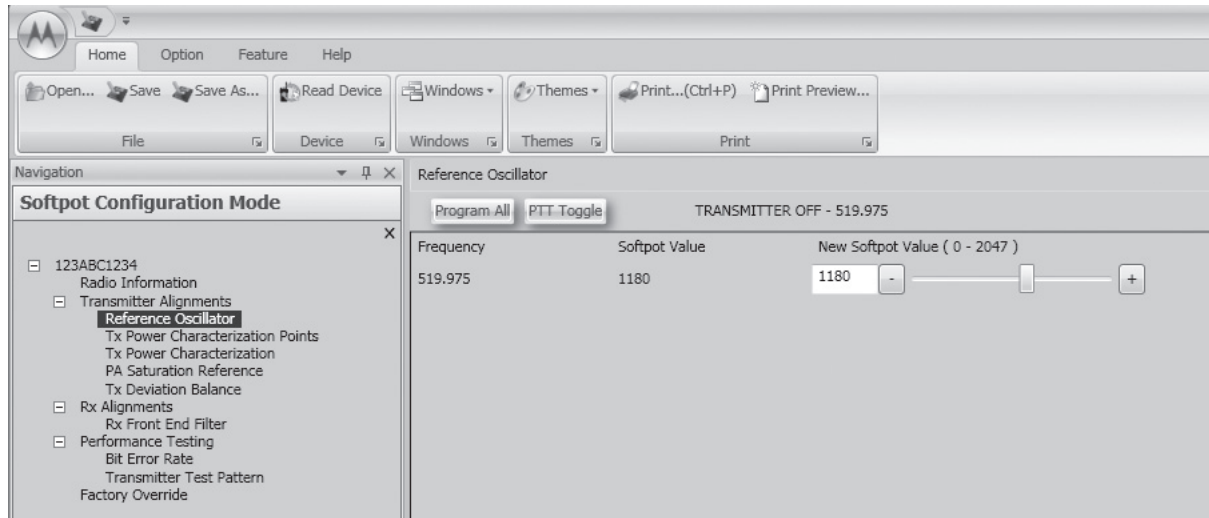 Home Option Feature Help
Open... Save Save As... Read Device Windows Themes Print...(Ctrl+P) Print Preview...
File Device Windows Themes Print
Navigation
Softpot Configuration Mode
123ABC1234
Radio Information
Transmitter Alignments
Reference Oscillator
Tx Power Characterization Points
Tx Power Characterization
PA Saturation Reference
Tx Deviation Balance
Rx Alignments
Rx Front End Filter
Performance Testing
Bit Error Rate
Transmitter Test Pattern
Factory Override
Reference Oscillator
Program All PTT Toggle TRANSMITTER OFF - 519.975
Frequency Softpot Value New Softpot Value ( 0 - 2047 )
519.975 1180 1180 - +